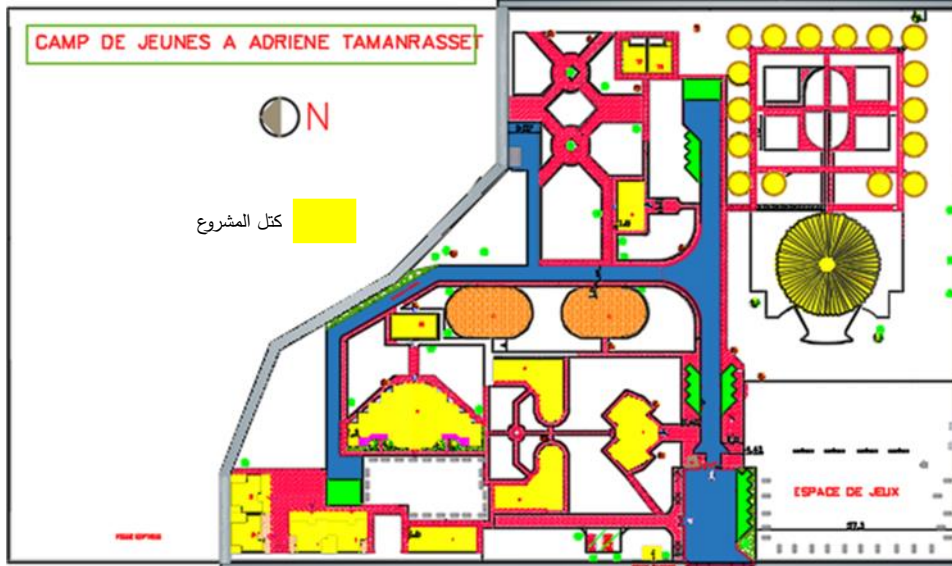 CAMP DE JEUNES A ADRIENE TAMANRASSET
N
كتل المشروع
ESPACE DE JEUX